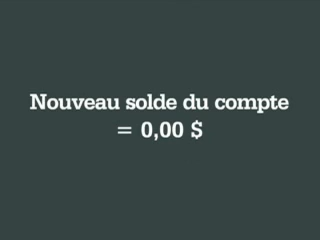 Nouveau solde du compte
= 0,00 $